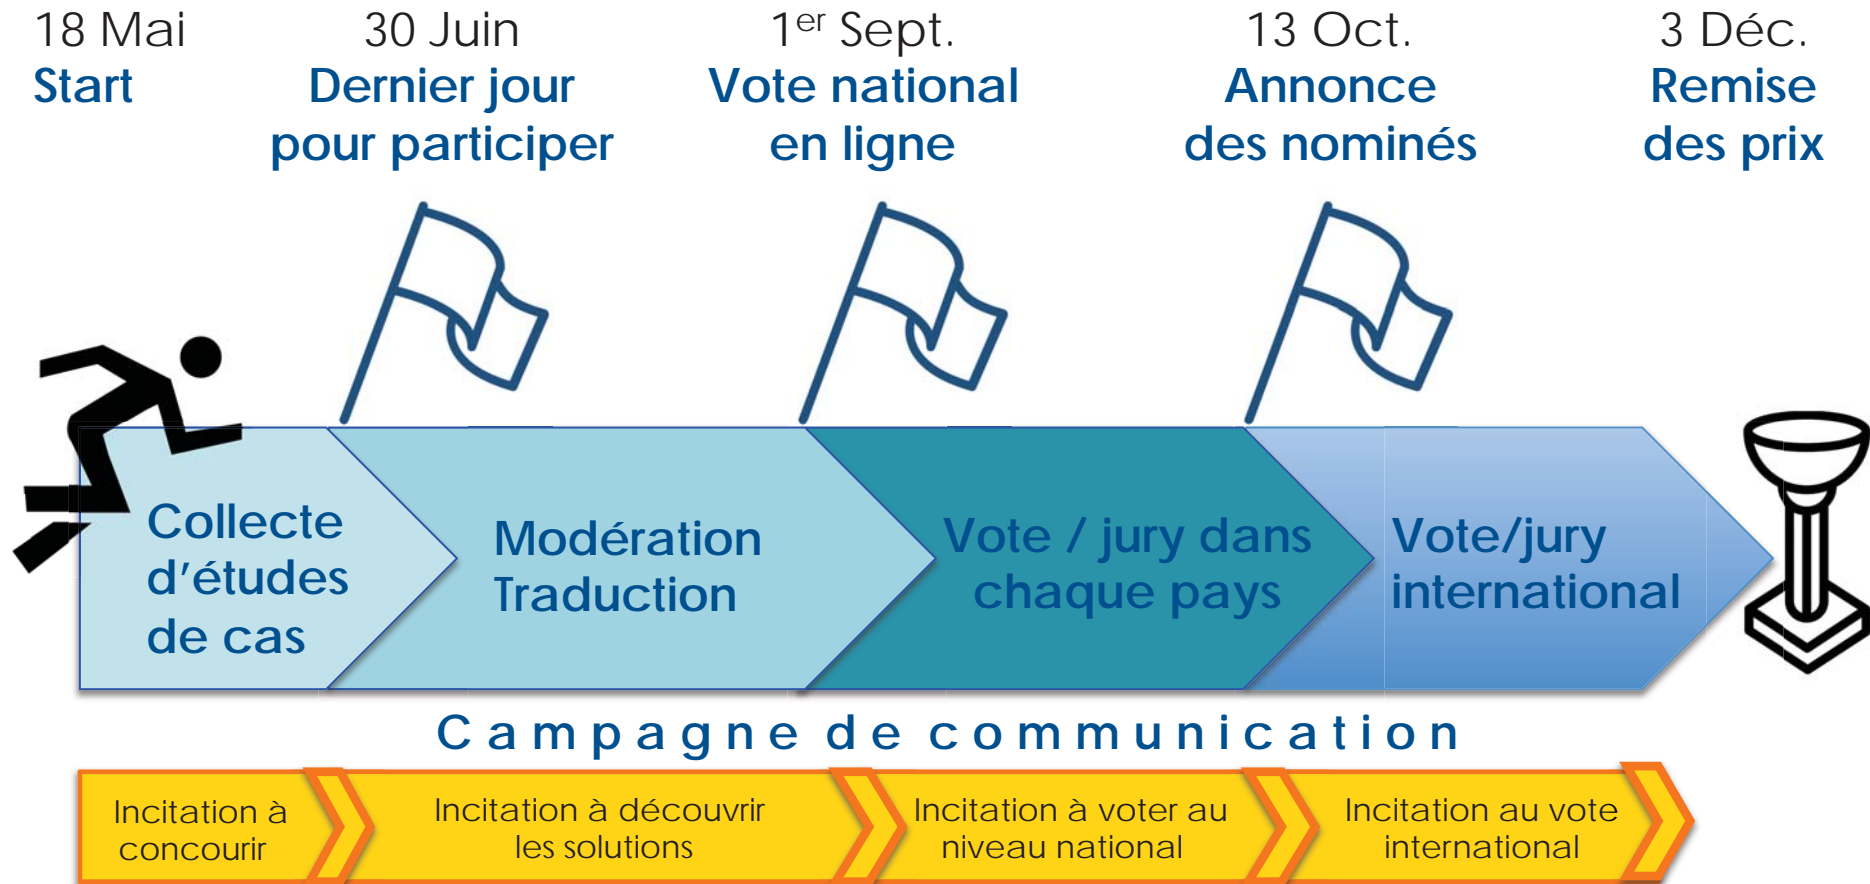 18 Mai
Start
30 Juin
Dernier jour
pour participer
1er Sept.
Vote national
en ligne
13 Oct.
Annonce
des nominés
3 Déc.
Remise
des prix
Collecte
d'études
de cas
Modération
Traduction
Vote / jury dans
chaque pays
Vote/jury
international
Campagne de communication
Incitation à
concourir
Incitation à découvrir
les solutions
Incitation à voter au
niveau national
Incitation au vote
international